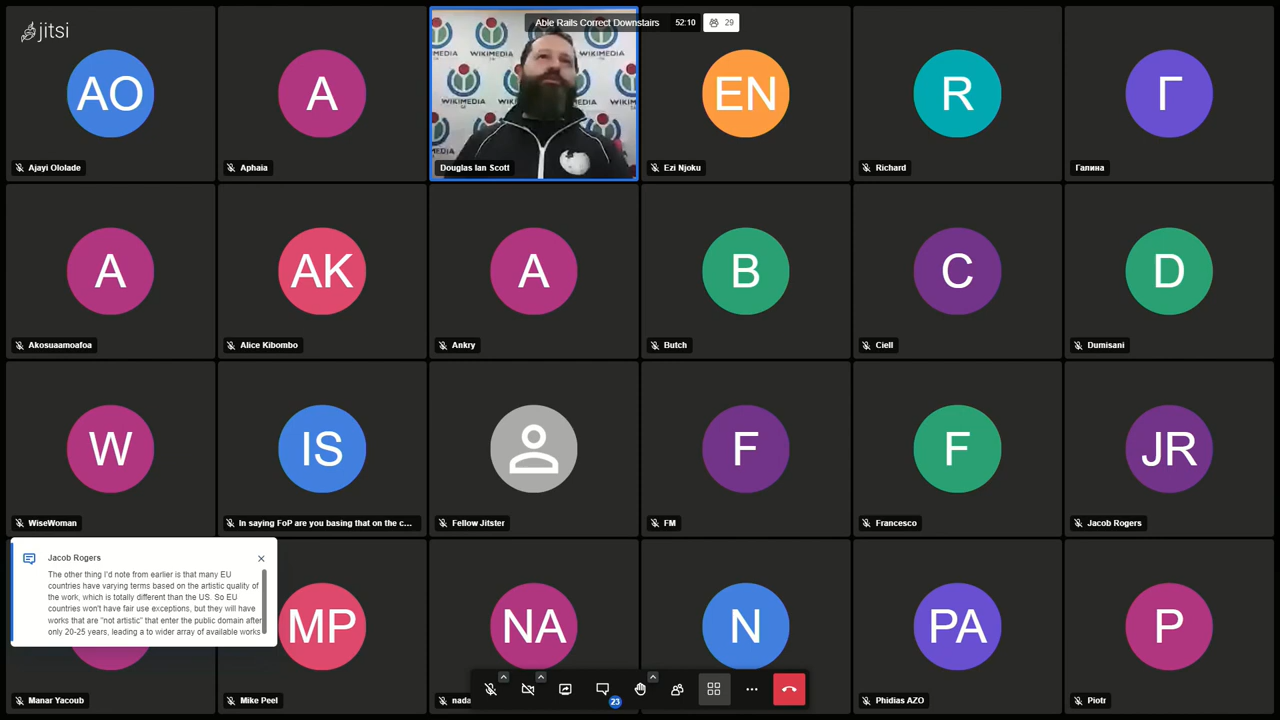 jitsi
Able Rails Correct Downstairs 52:10 29
AO
Ajayi Ololade
A
Aphaia
WIKIMEDIA
WIKIMEDIA
WIKIMEDIA
Douglas Ian Scott
EN
Ezi Njoku
R
Richard
Г
Галина
A
Akosuaamoafoa
AK
Alice Kibombo
A
Ankry
B
Butch
C
Ciell
D
Dumisani
W
WiseWoman
IS
In saying FoP are you basing that on the c...
Fellow Jitster
F
FM
F
Francesco
JR
Jacob Rogers
Jacob Rogers
The other thing I'd note from earlier is that many EU
countries have varying terms based on the artistic quality of
the work, which is totally different than the US. So EU
countries won't have fair use exceptions, but they will have
works that are "not artistic" that enter the public domain after
only 20-25 years, leading a to wider array of available works
Manar Yacoub
MP
Mike Peel
NA
nada
N
PA
Phidias AZO
P
Piotr
23